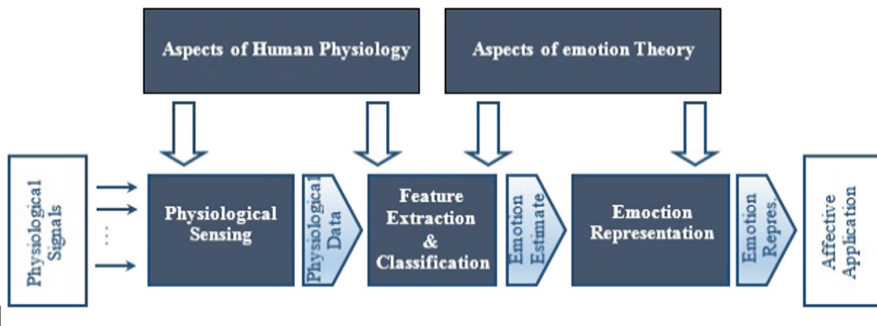 Aspects of Human Physiology
Aspects of emotion Theory
Physiological
Signals
...
Physiological
Sensing
Physiological
Data
Feature
Extraction
&
Classification
Emotion
Estimate
Emoction
Representation
Emotion
Repres.
Affective
Application